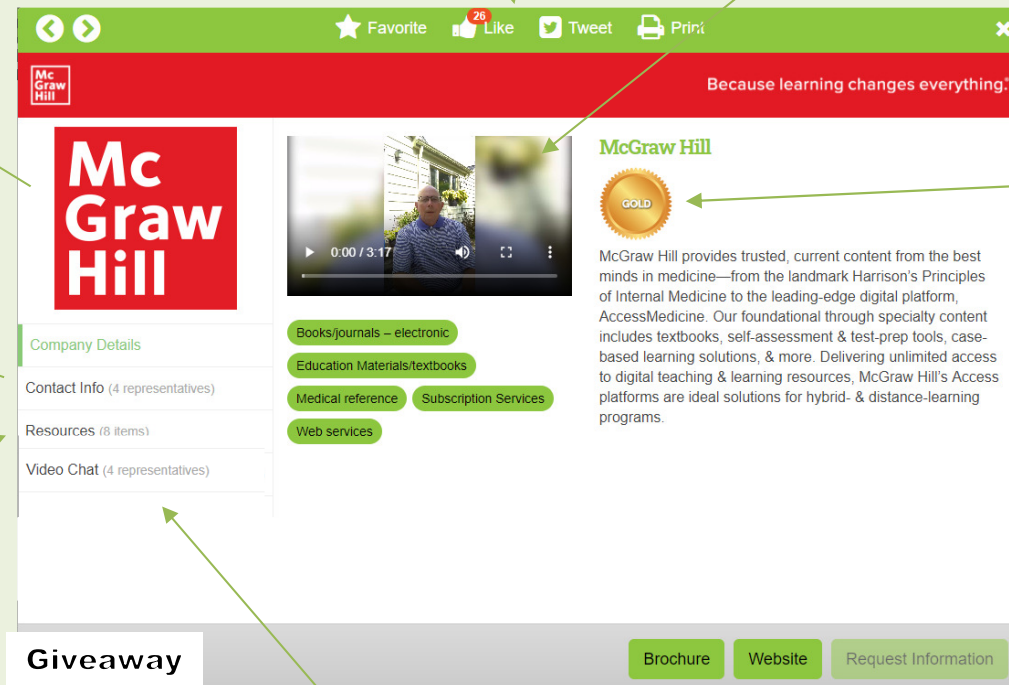 Favorite
26
Like
Tweet
Print
Mc
Graw
Hill
Because learning changes everything.®
Mc
Graw
Hill
Company Details
Contact Info (4 representatives)
Resources (8 items)
Video Chat (4 representatives)
0:00 / 3:17
Books/journals – electronic
Education Materials/textbooks
Medical reference
Subscription Services
Web services
McGraw Hill
GOLD
McGraw Hill provides trusted, current content from the best
minds in medicine—from the landmark Harrison's Principles
of Internal Medicine to the leading-edge digital platform,
AccessMedicine. Our foundational through specialty content
includes textbooks, self-assessment & test-prep tools, case-
based learning solutions, & more. Delivering unlimited access
to digital teaching & learning resources, McGraw Hill's Access
platforms are ideal solutions for hybrid- & distance-learning
programs.
Giveaway
Brochure
Website
Request Information